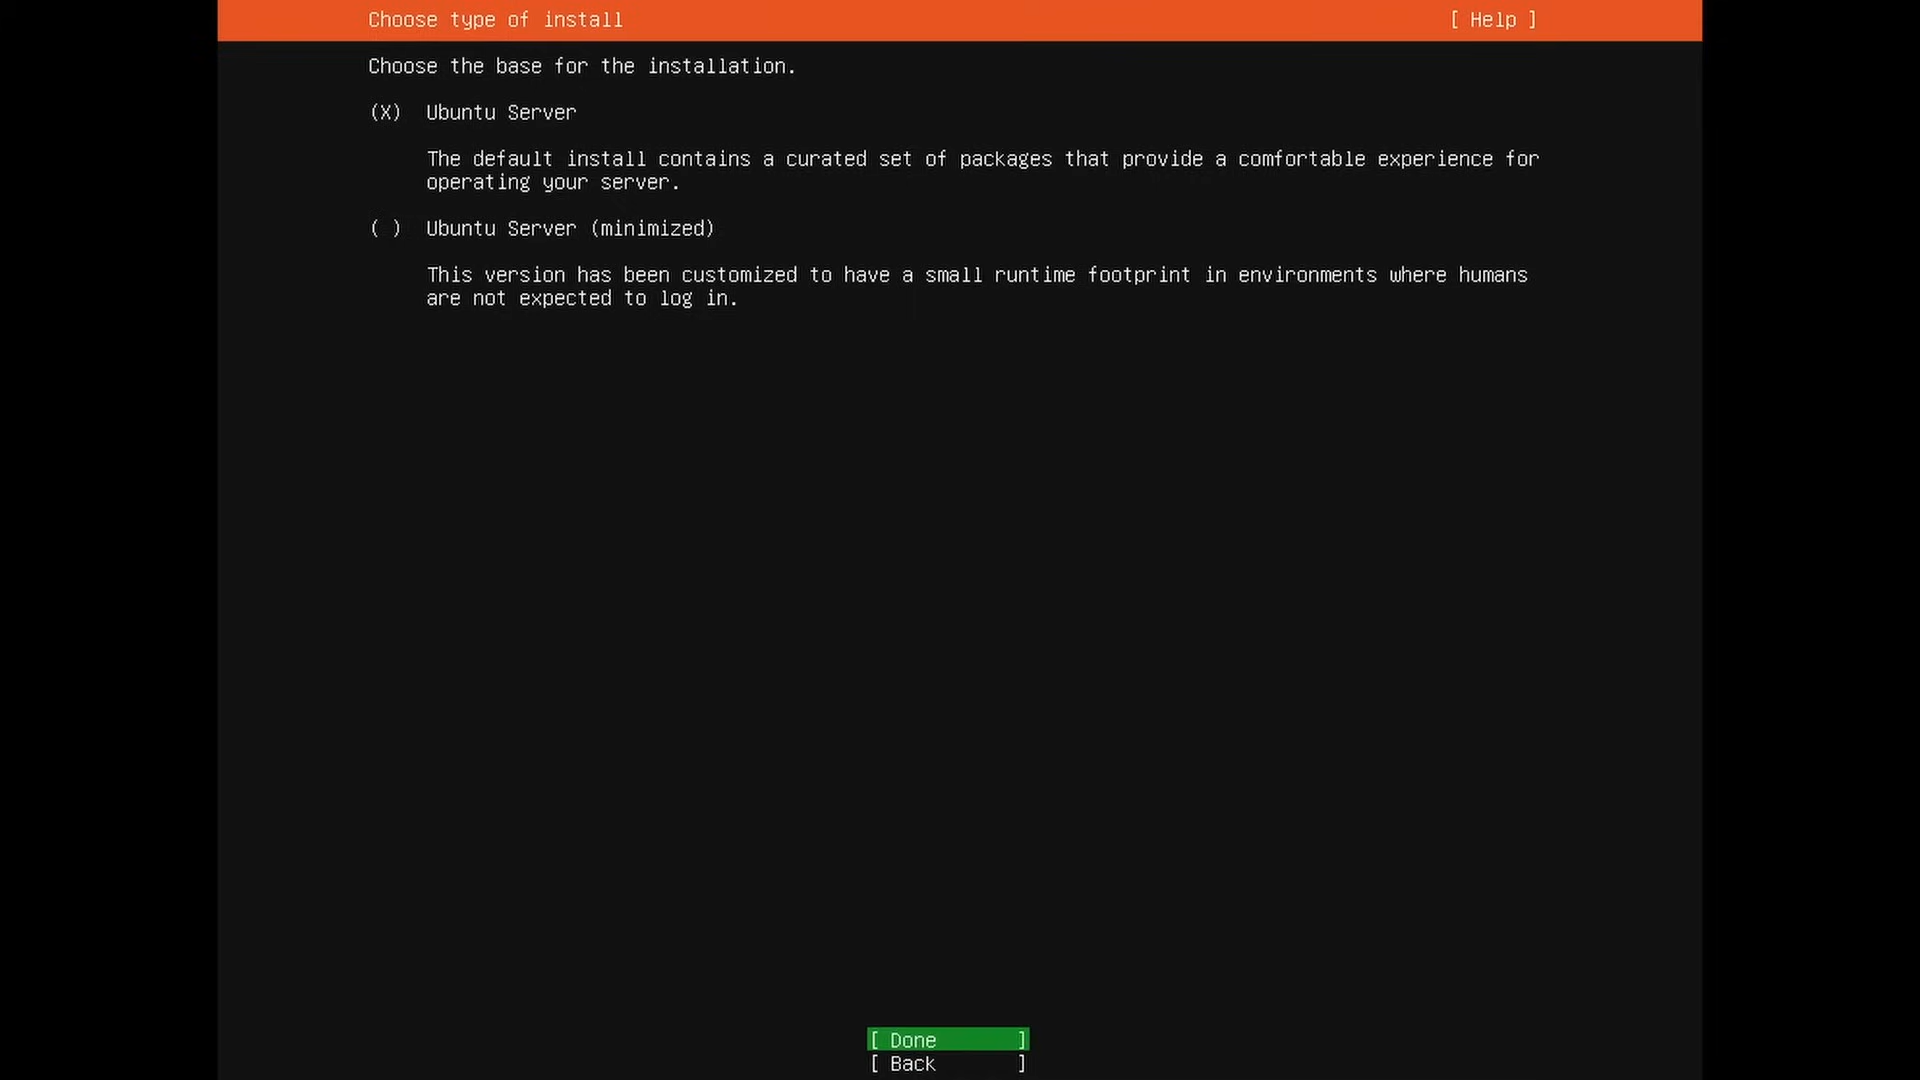 Choose type of install [ Help ]
Choose the base for the installation.
(X) Ubuntu Server
The default install contains a curated set of packages that provide a comfortable experience for
operating your server.
( ) Ubuntu Server (minimized)
This version has been customized to have a small runtime footprint in environments where humans
are not expected to log in.
[ Done ]
[ Back ]